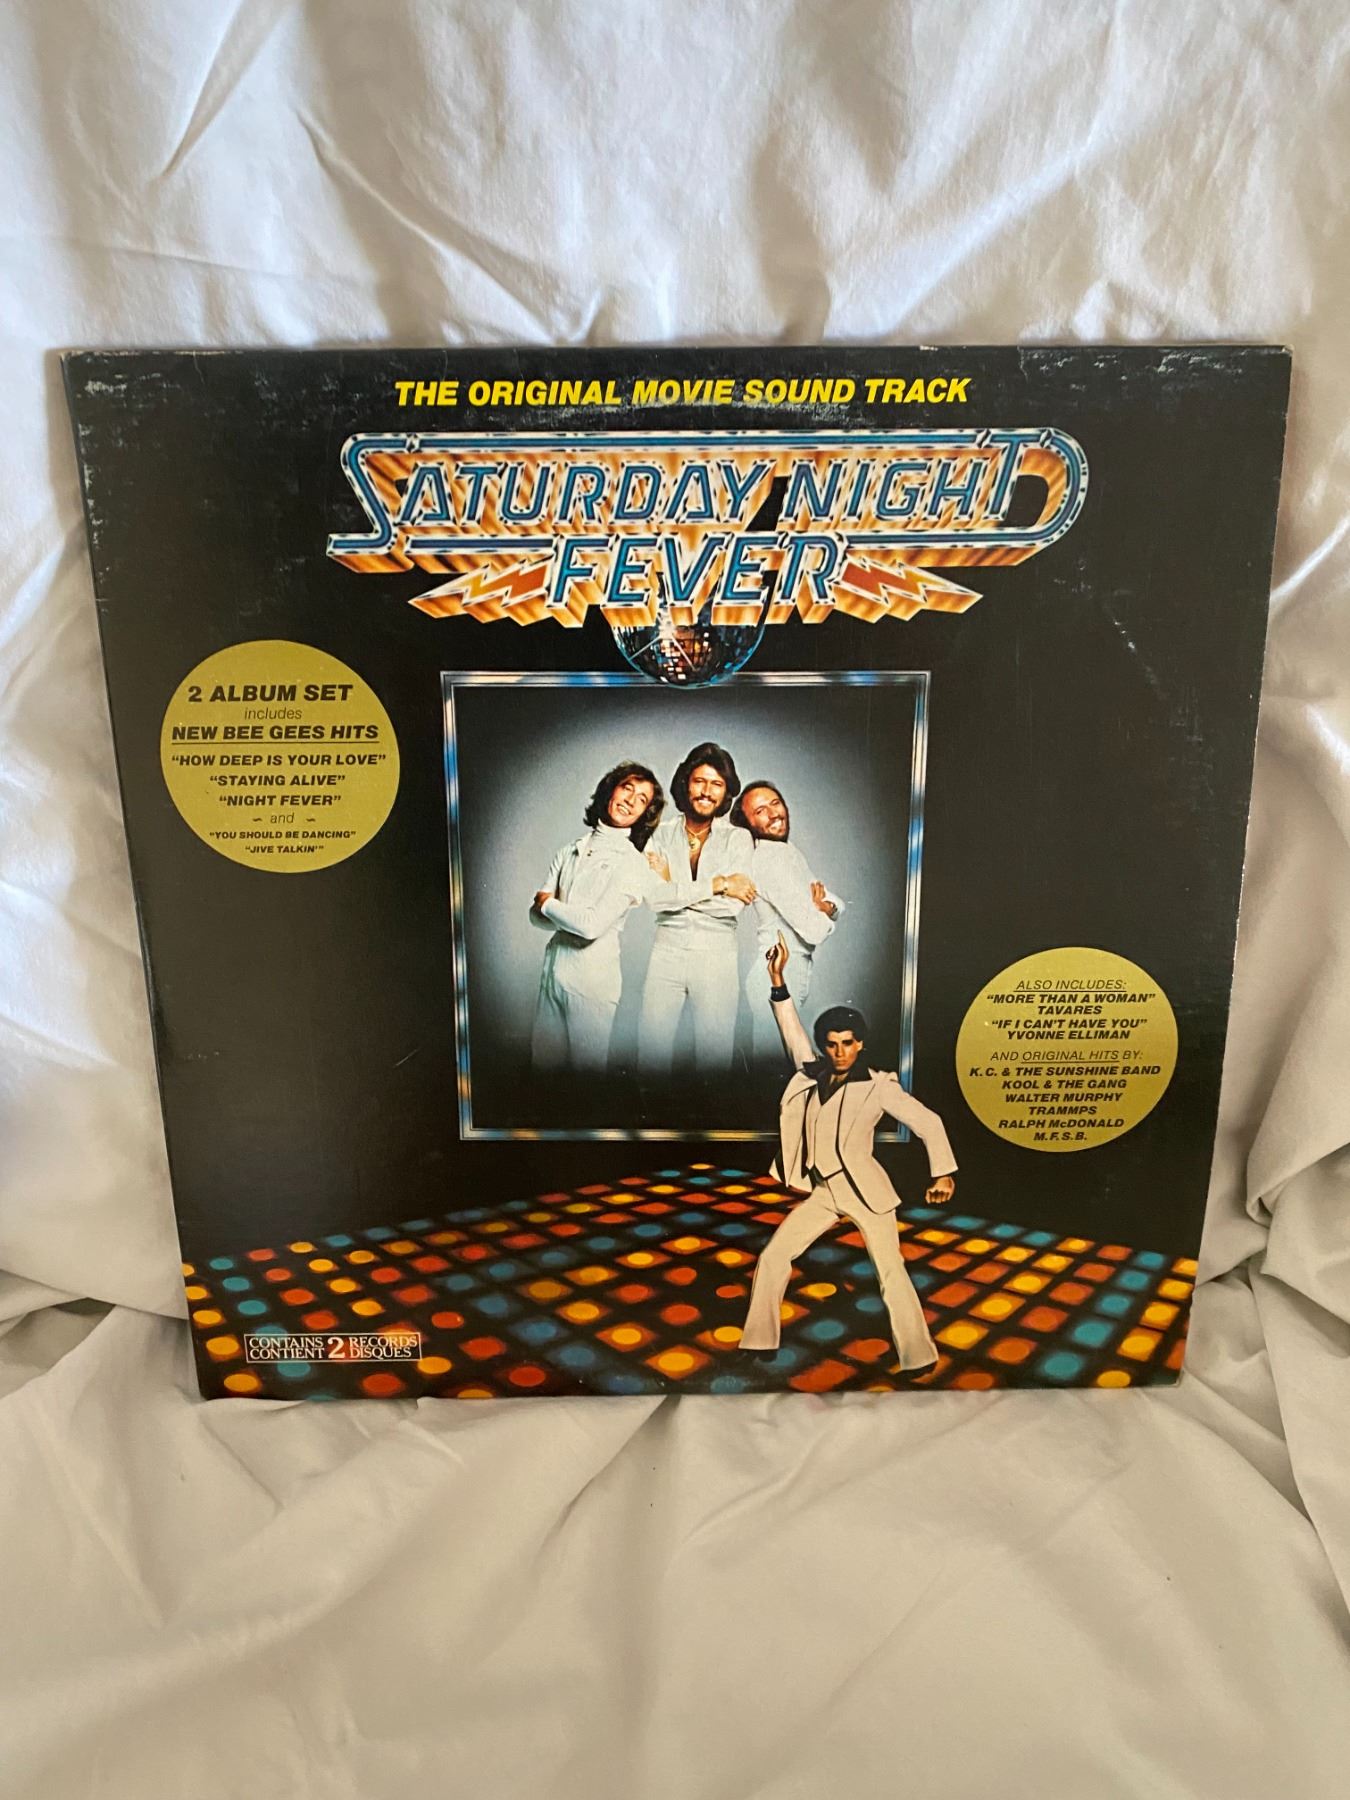 THE ORIGINAL MOVIE SOUND TRACK
SATURDAY NIGHT
FEVER
2 ALBUM SET
includes
NEW BEE GEES HITS
"HOW DEEP IS YOUR LOVE"
"STAYING ALIVE"
"NIGHT FEVER"
~ and ~
"YOU SHOULD BE DANCING"
"JIVE TALKIN'"
ALSO INCLUDES:
"MORE THAN A WOMAN"
TAVARES
"IF I CAN'T HAVE YOU"
YVONNE ELLIMAN
AND ORIGINAL HITS BY:
K.C. & THE SUNSHINE BAND
KOOL & THE GANG
WALTER MURPHY
TRAMMPS
RALPH McDONALD
M.F.S.B.
CONTAINS 2 RECORDS
CONTIENT DISQUES